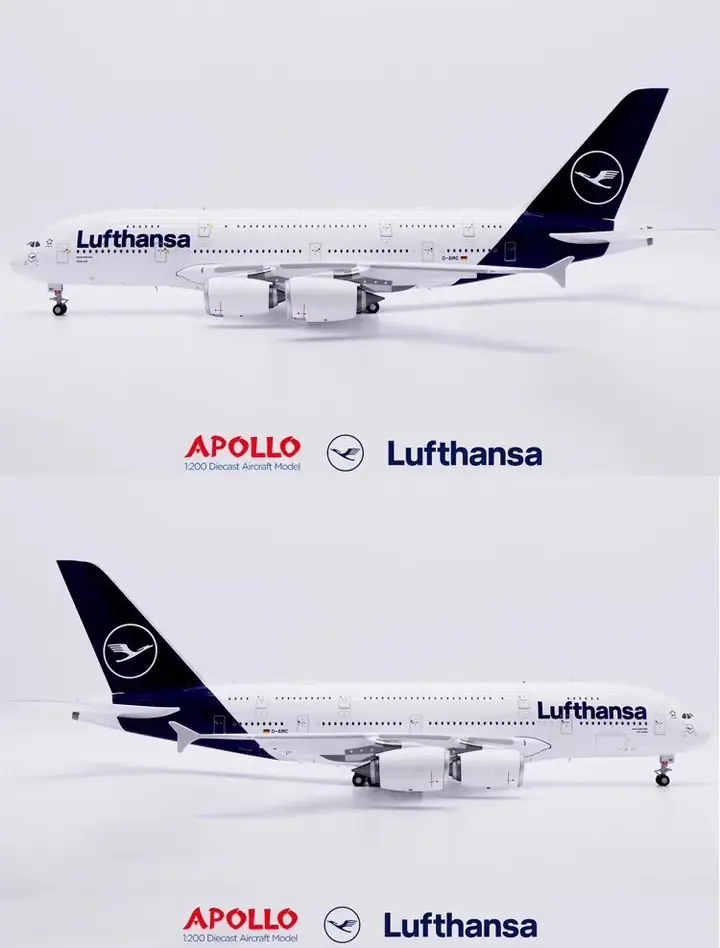 Lufthansa
D-AIMC
APOLLO
1:200 Diecast Aircraft Model
Lufthansa
Lufthansa
D-AIMC
APOLLO
1:200 Diecast Aircraft Model
Lufthansa